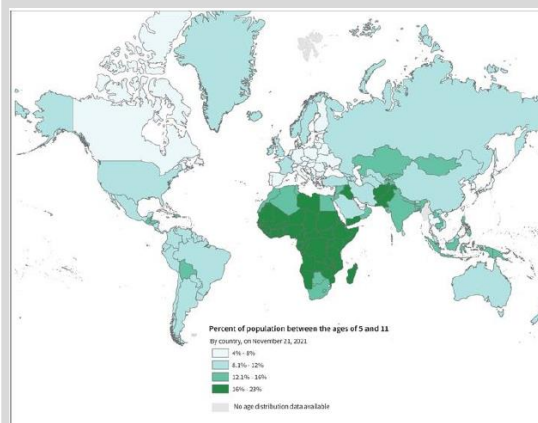 Percent of population between the ages of 5 and 11
By country, on November 23, 2021
4% - 8%
8.1% - 12%
12.1% - 16%
16% - 23%
No age distribution data available